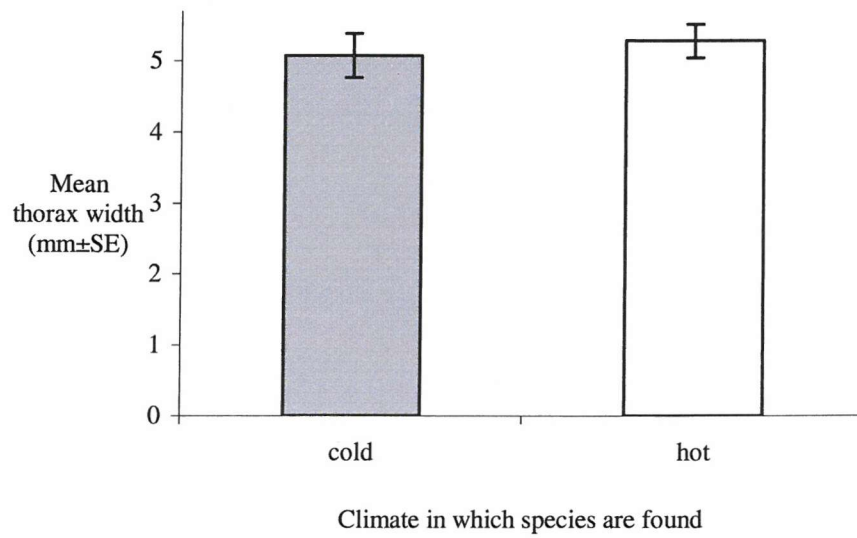 5
4
3
2
1
0
Mean
thorax width
(mm±SE)
cold
hot
Climate in which species are found